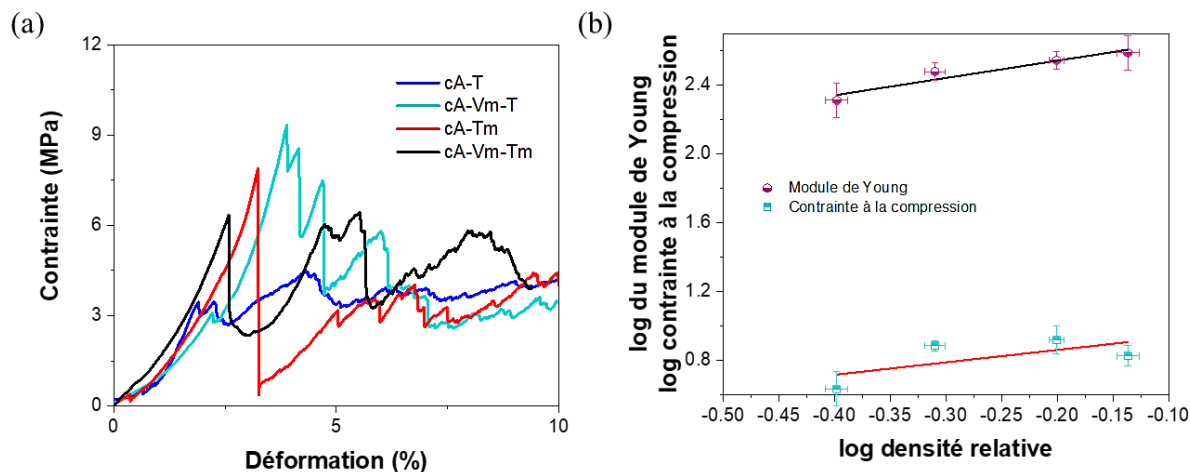 (a)
12
9
6
3
0
Contrainte (MPa)
cA-T
cA-Vm-T
cA-Tm
cA-Vm-Tm
0
5
10
Déformation (%)
(b)
2.4
2.0
1.6
1.2
0.8
log du module de Young
log contrainte à la compression
Module de Young
Contrainte à la compression
-0.50 -0.45 -0.40 -0.35 -0.30 -0.25 -0.20 -0.15 -0.10
log densité relative